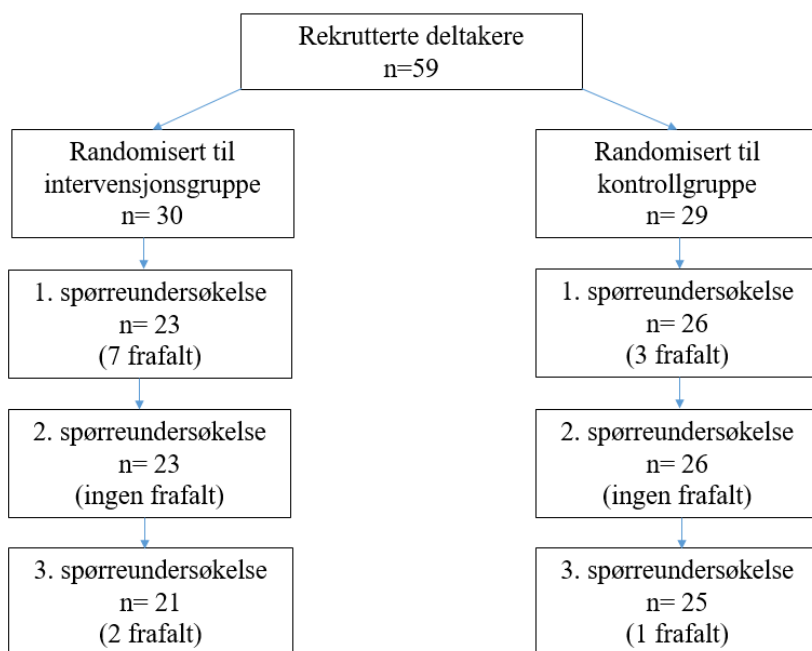 Rekrutterte deltakere
n=59
Randomisert til
intervensjonsgruppe
n= 30
Randomisert til
kontrollgruppe
n= 29
1. spørreundersøkelse
n= 23
(7 frafalt)
1. spørreundersøkelse
n= 26
(3 frafalt)
2. spørreundersøkelse
n= 23
(ingen frafalt)
2. spørreundersøkelse
n= 26
(ingen frafalt)
3. spørreundersøkelse
n= 21
(2 frafalt)
3. spørreundersøkelse
n= 25
(1 frafalt)